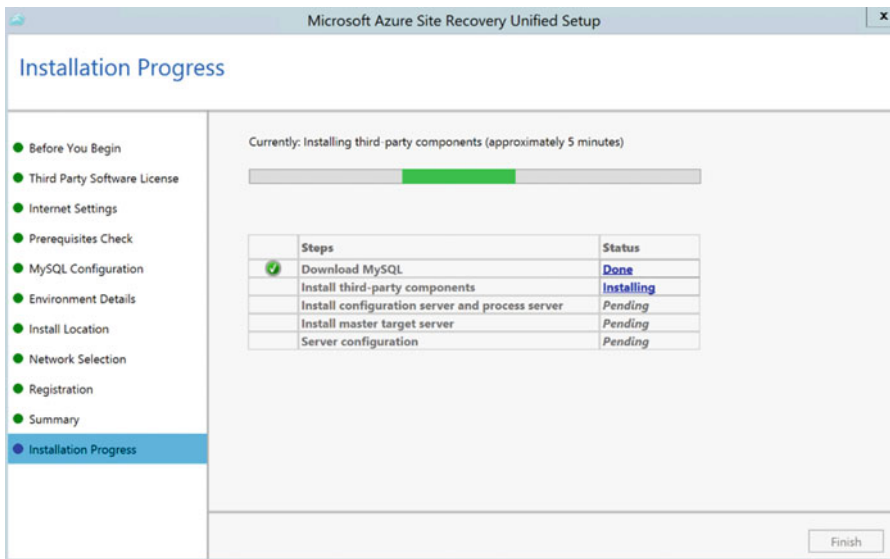 Microsoft Azure Site Recovery Unified Setup
x
Installation Progress
Before You Begin
Third Party Software License
Internet Settings
Prerequisites Check
MySQL Configuration
Environment Details
Install Location
Network Selection
Registration
Summary
Installation Progress
Currently: Installing third-party components (approximately 5 minutes)
Steps Status
Download MySQL Done
Install third-party components Installing
Install configuration server and process server Pending
Install master target server Pending
Server configuration Pending
Finish